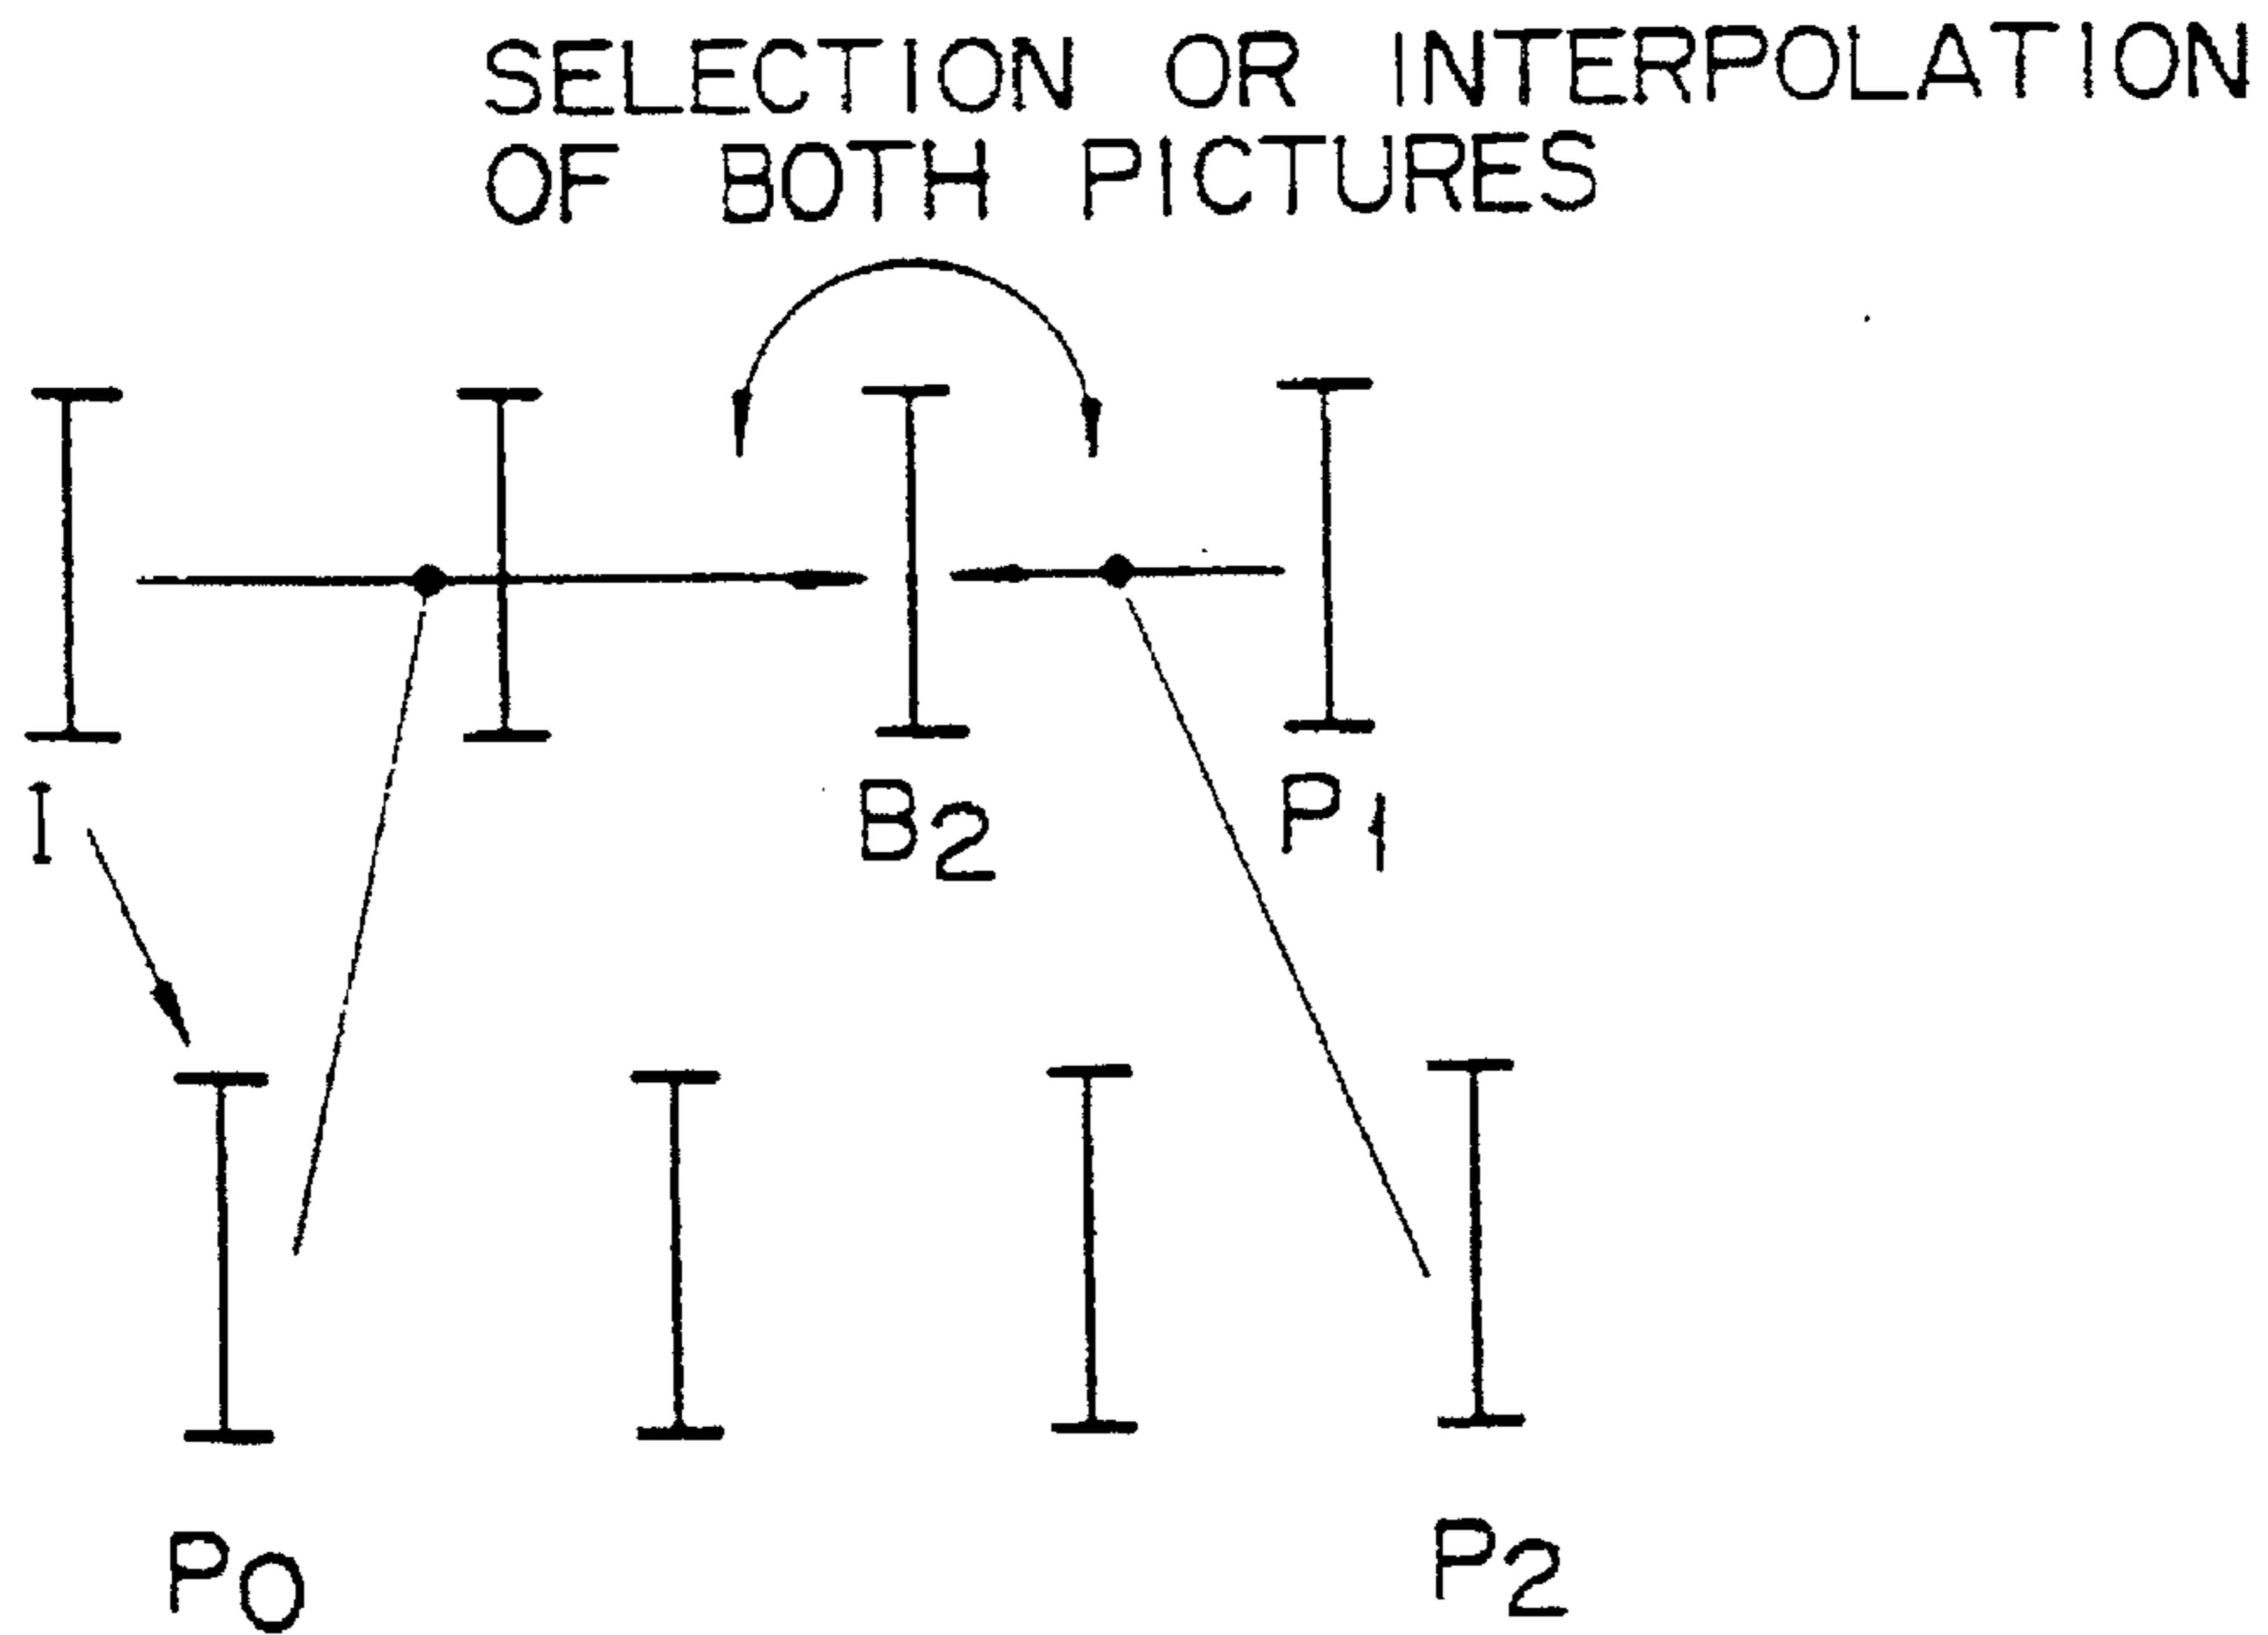 SELECTION OR INTERPOLATION
OF BOTH PICTURES
I
B2
P1
P0
P2